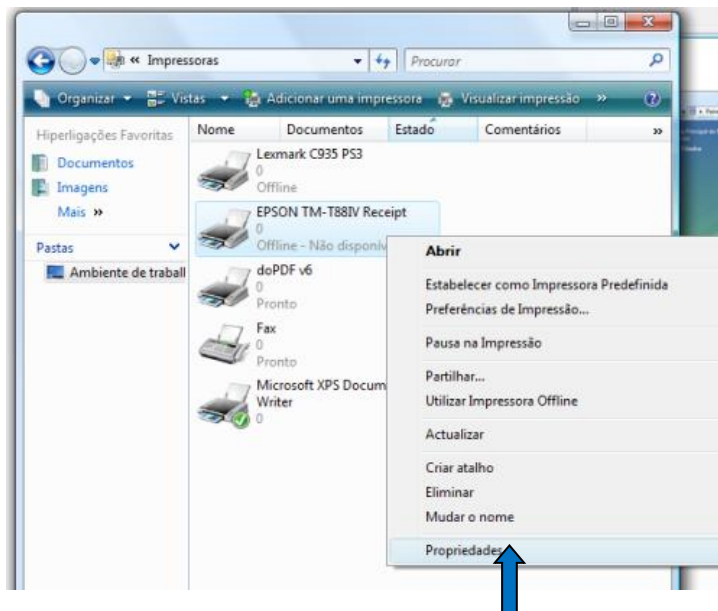 « Impressoras
Procurar
Organizar Vistas Adicionar uma impressora Visualizar impressão »
Hiperligações Favoritas
Documentos
Imagens
Mais »
Pastas
Ambiente de traball
Nome Documentos Estado Comentários »
Lexmark C935 PS3
0
Offline
EPSON TM-T88IV Receipt
0
Offline - Não disponív
doPDF v6
0
Pronto
Fax
0
Pronto
Microsoft XPS Docum
Writer
0
Abrir
Estabelecer como Impressora Predefinida
Preferências de Impressão...
Pausa na Impressão
Partilhar...
Utilizar Impressora Offline
Actualizar
Criar atalho
Eliminar
Mudar o nome
Propriedades